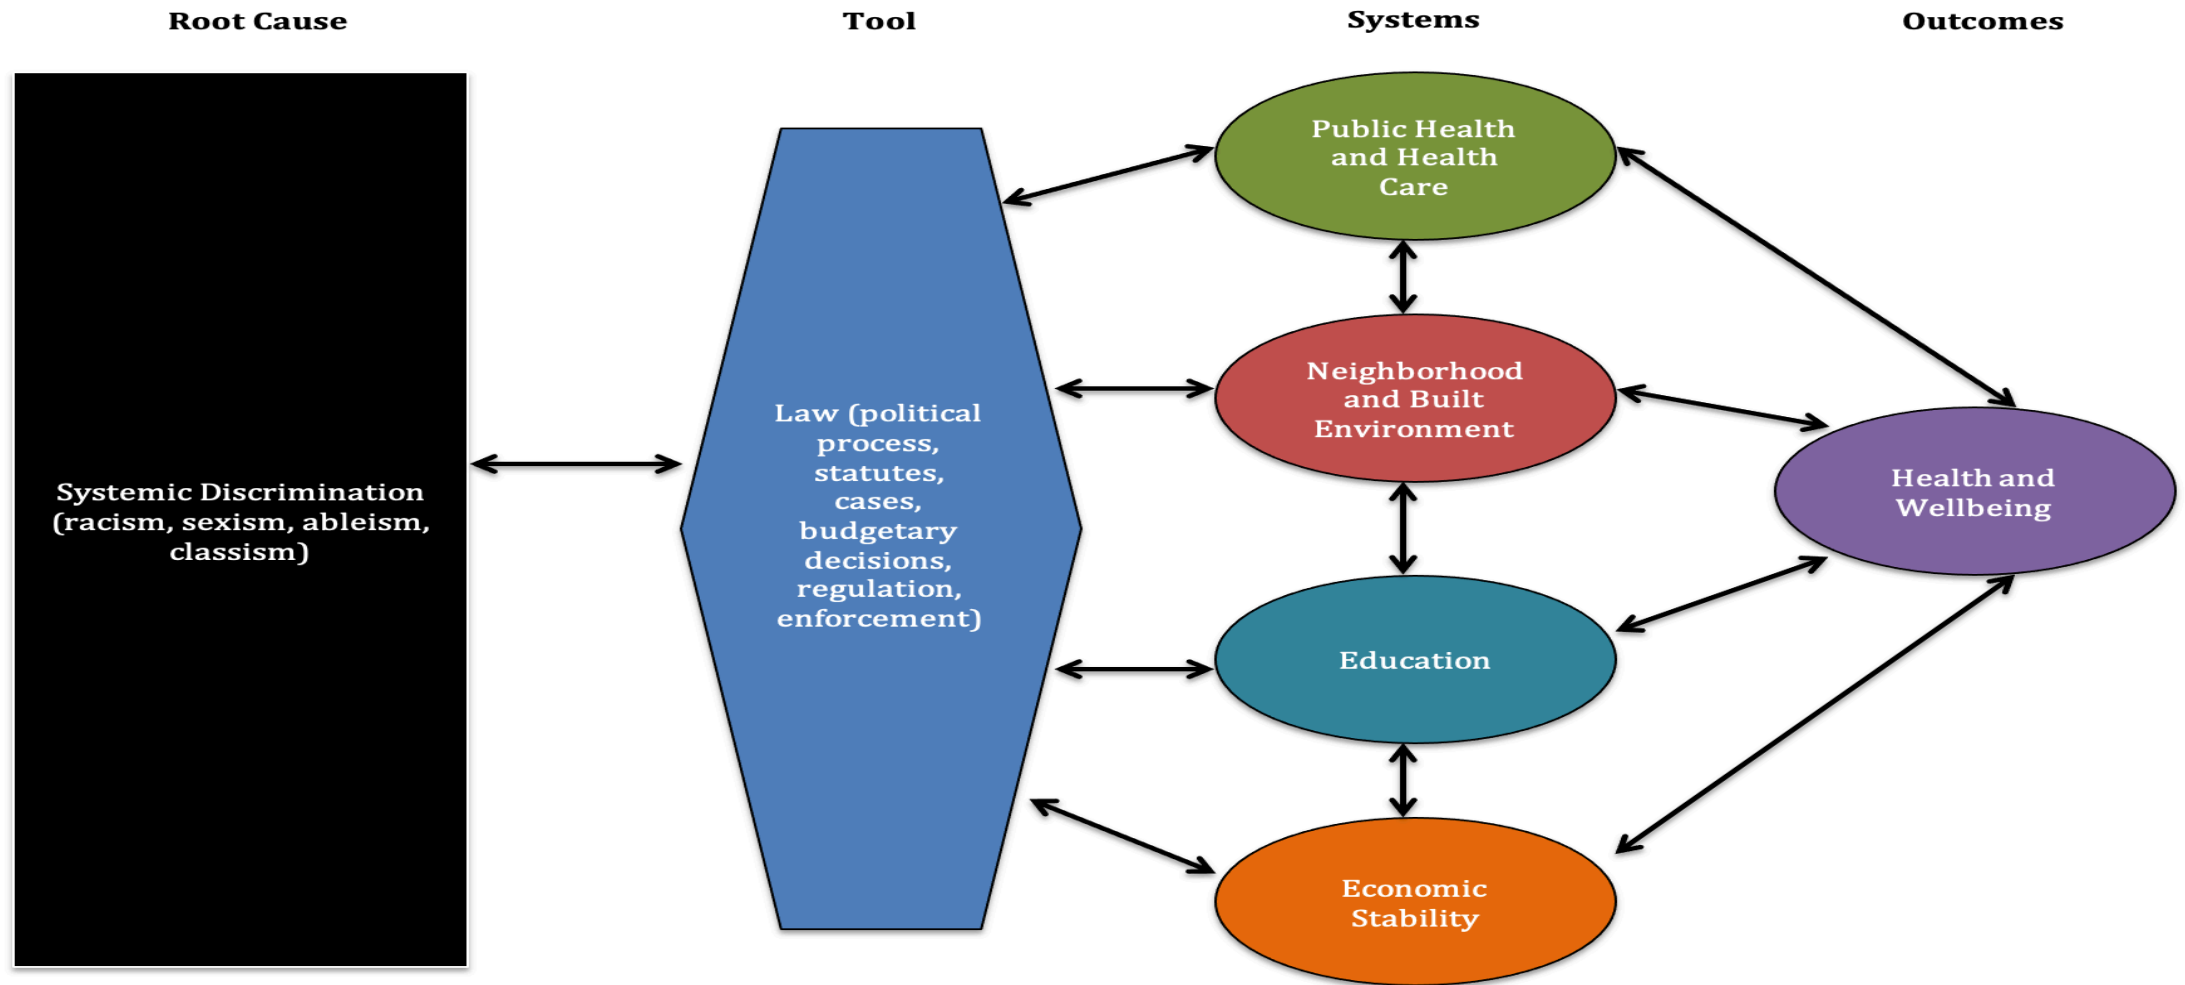 Root Cause
Tool
Systems
Outcomes
Systemic Discrimination
(racism, sexism, ableism,
classism)
Law (political
process,
statutes,
cases,
budgetary
decisions,
regulation,
enforcement)
Public Health
and Health
Care
Neighborhood
and Built
Environment
Education
Economic
Stability
Health and
Wellbeing